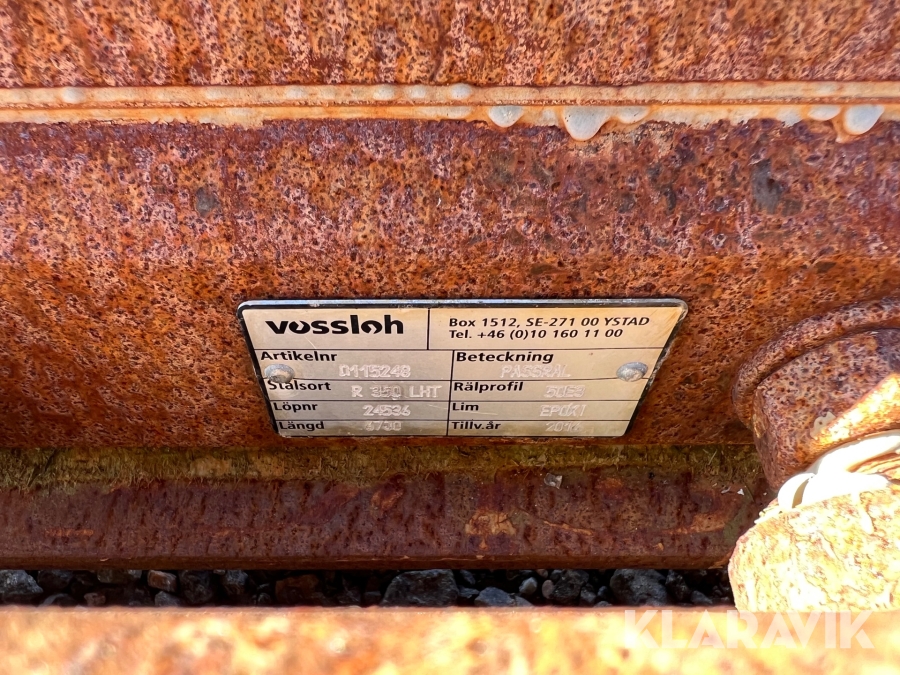 vossloh
Box 1512, SE-271 00 YSTAD
Tel. +46 (0)10 160 11 00
Artikelnr D115248
Beteckning PASSRÄL
Stålsort R 350 LHT
Rälprofil
Löpnr 24536
Lim EPOXI
Längd
Tillv.år
KLARAVIK